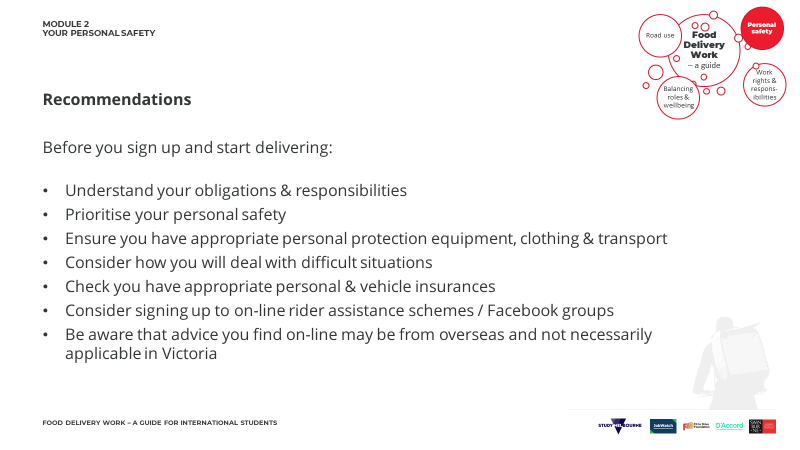 MODULE 2
YOUR PERSONAL SAFETY
Road use
Food
Delivery
Work
– a guide
Personal
safety
Work
rights &
respons-
ibilities
Balancing
roles &
wellbeing
Recommendations
Before you sign up and start delivering:
• Understand your obligations & responsibilities
• Prioritise your personal safety
• Ensure you have appropriate personal protection equipment, clothing & transport
• Consider how you will deal with difficult situations
• Check you have appropriate personal & vehicle insurances
• Consider signing up to on-line rider assistance schemes / Facebook groups
• Be aware that advice you find on-line may be from overseas and not necessarily
applicable in Victoria
FOOD DELIVERY WORK – A GUIDE FOR INTERNATIONAL STUDENTS
STUDY MELBOURNE
JobWatch
D'Accord